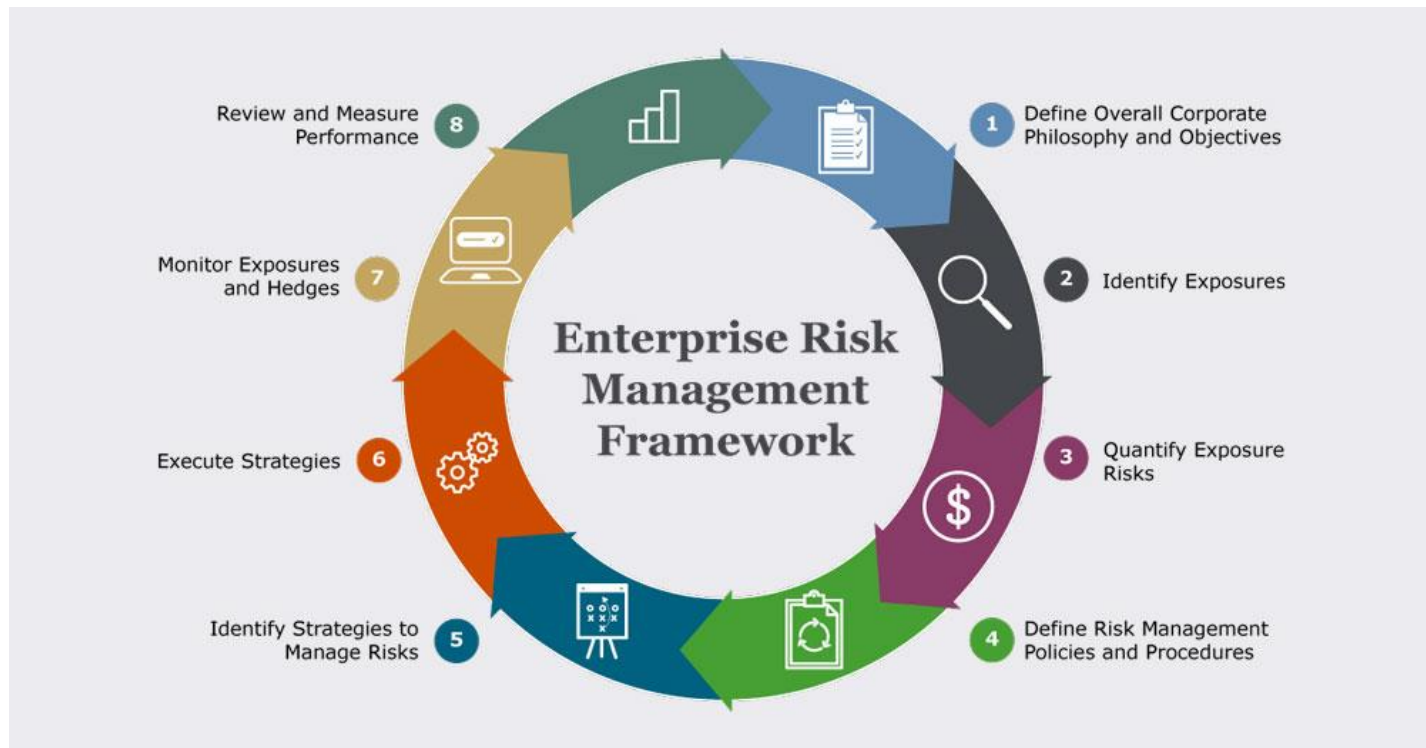 Enterprise Risk
Management
Framework
1
Define Overall Corporate
Philosophy and Objectives
2
Identify Exposures
3
Quantify Exposure
Risks
$
4
Define Risk Management
Policies and Procedures
5
Identify Strategies to
Manage Risks
6
Execute Strategies
7
Monitor Exposures
and Hedges
8
Review and Measure
Performance